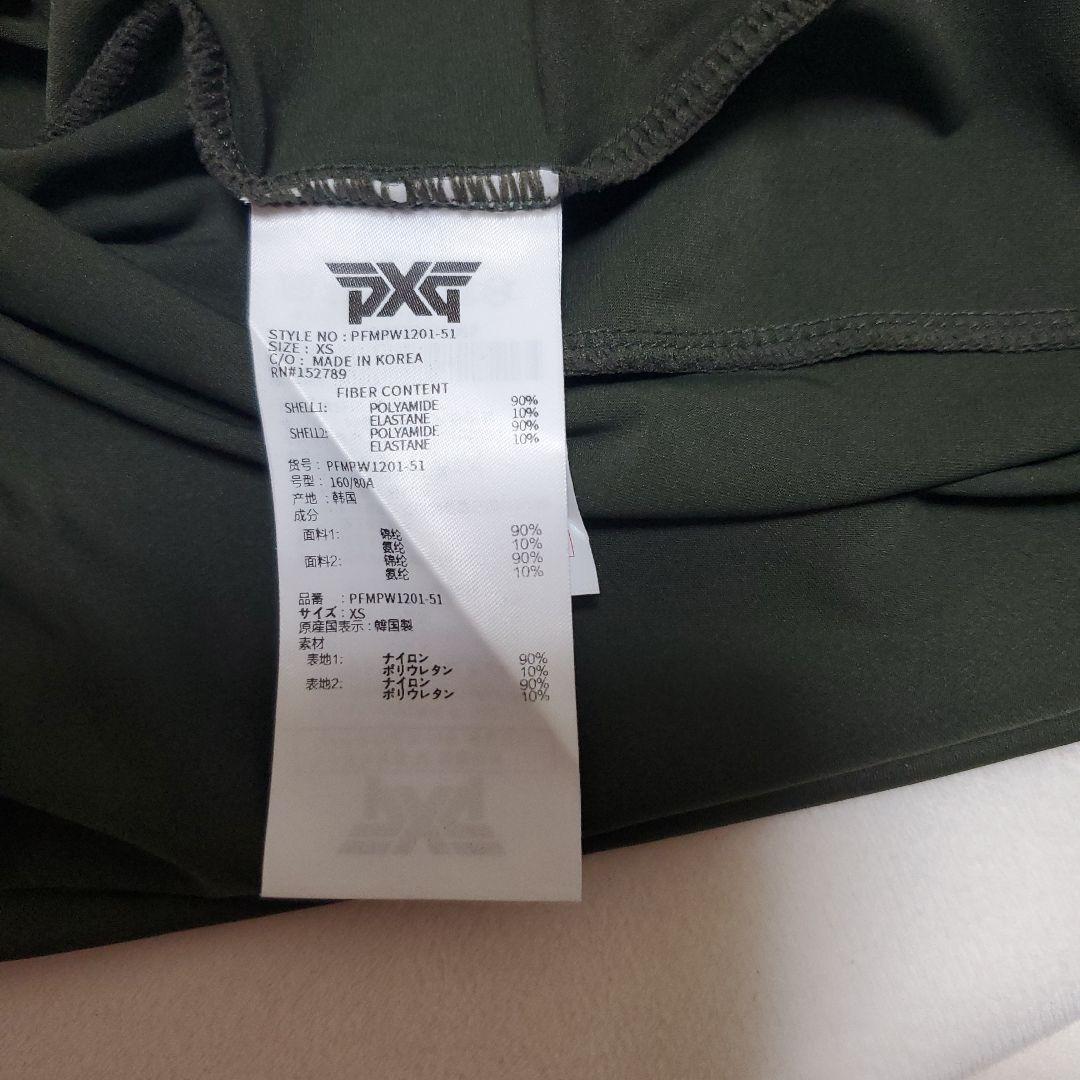 PXG
STYLE NO : PFMPW1201-51
SIZE : XS
C/O : MADE IN KOREA
RN#152789
FIBER CONTENT
SHELL1: POLYAMIDE 90%
ELASTANE 10%
SHELL2: POLYAMIDE 90%
ELASTANE 10%
货号 : PFMPW1201-51
号型 : 160/80A
产地 : 韩国
成分
面料1: 锦纶 90%
氨纶 10%
面料2: 锦纶 90%
氨纶 10%
品番 : PFMPW1201-51
サイズ : XS
原産国表示 : 韓国製
素材
表地1: ナイロン 90%
ポリウレタン 10%
表地2: ナイロン 90%
ポリウレタン 10%